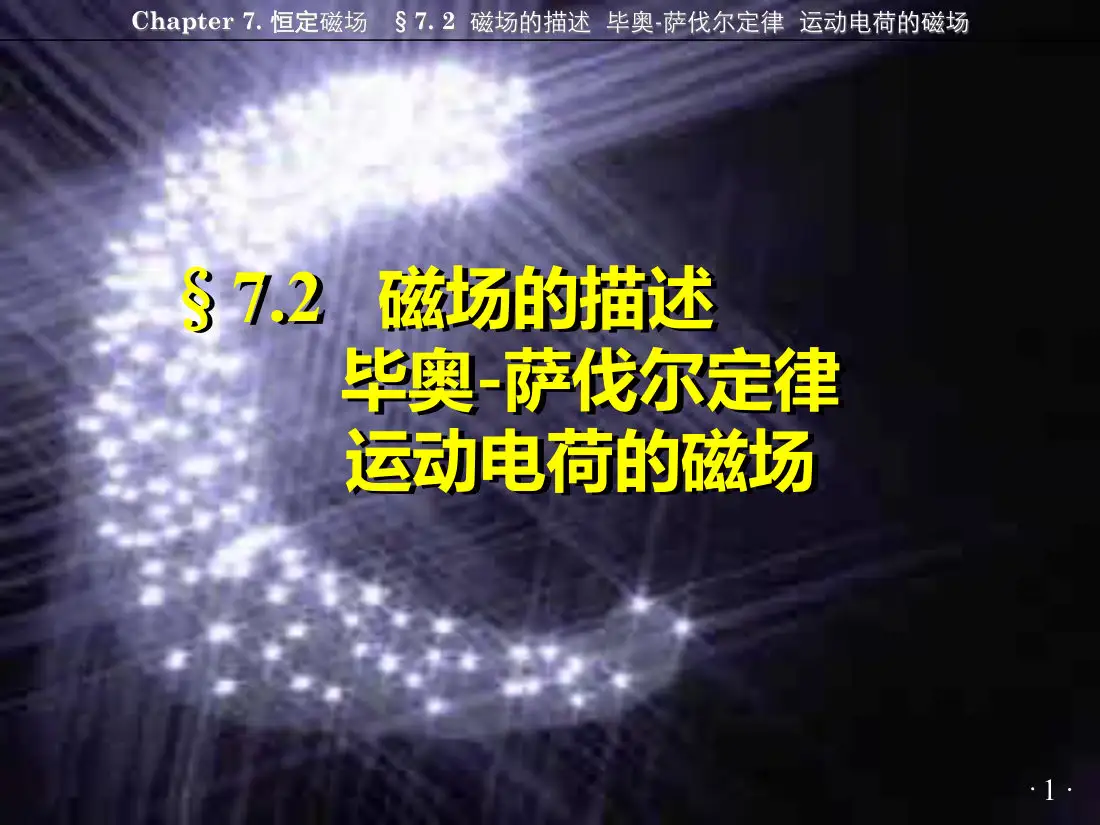 Chapter 7. 恒定磁场 §7. 2 磁场的描述 毕奥-萨伐尔定律 运动电荷的磁场
§ 7.2 磁场的描述
毕奥-萨伐尔定律
运动电荷的磁场
· 1 ·